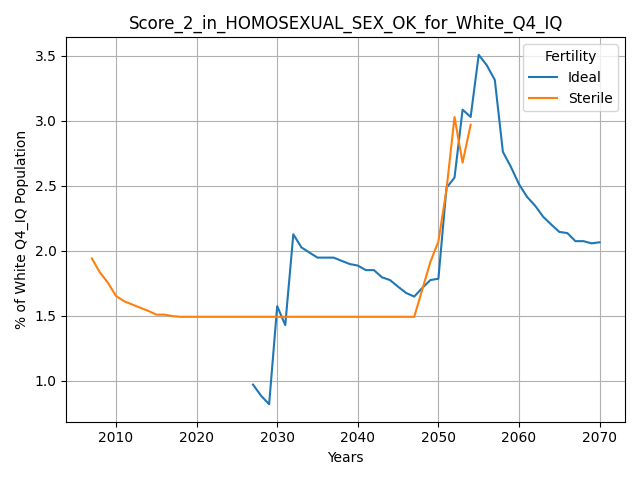 Score_2_in_HOMOSEXUAL_SEX_OK_for_White_Q4_IQ
Fertility
Ideal
Sterile
% of White Q4_IQ Population
3.5
3.0
2.5
2.0
1.5
1.0
2010 2020 2030 2040 2050 2060 2070
Years